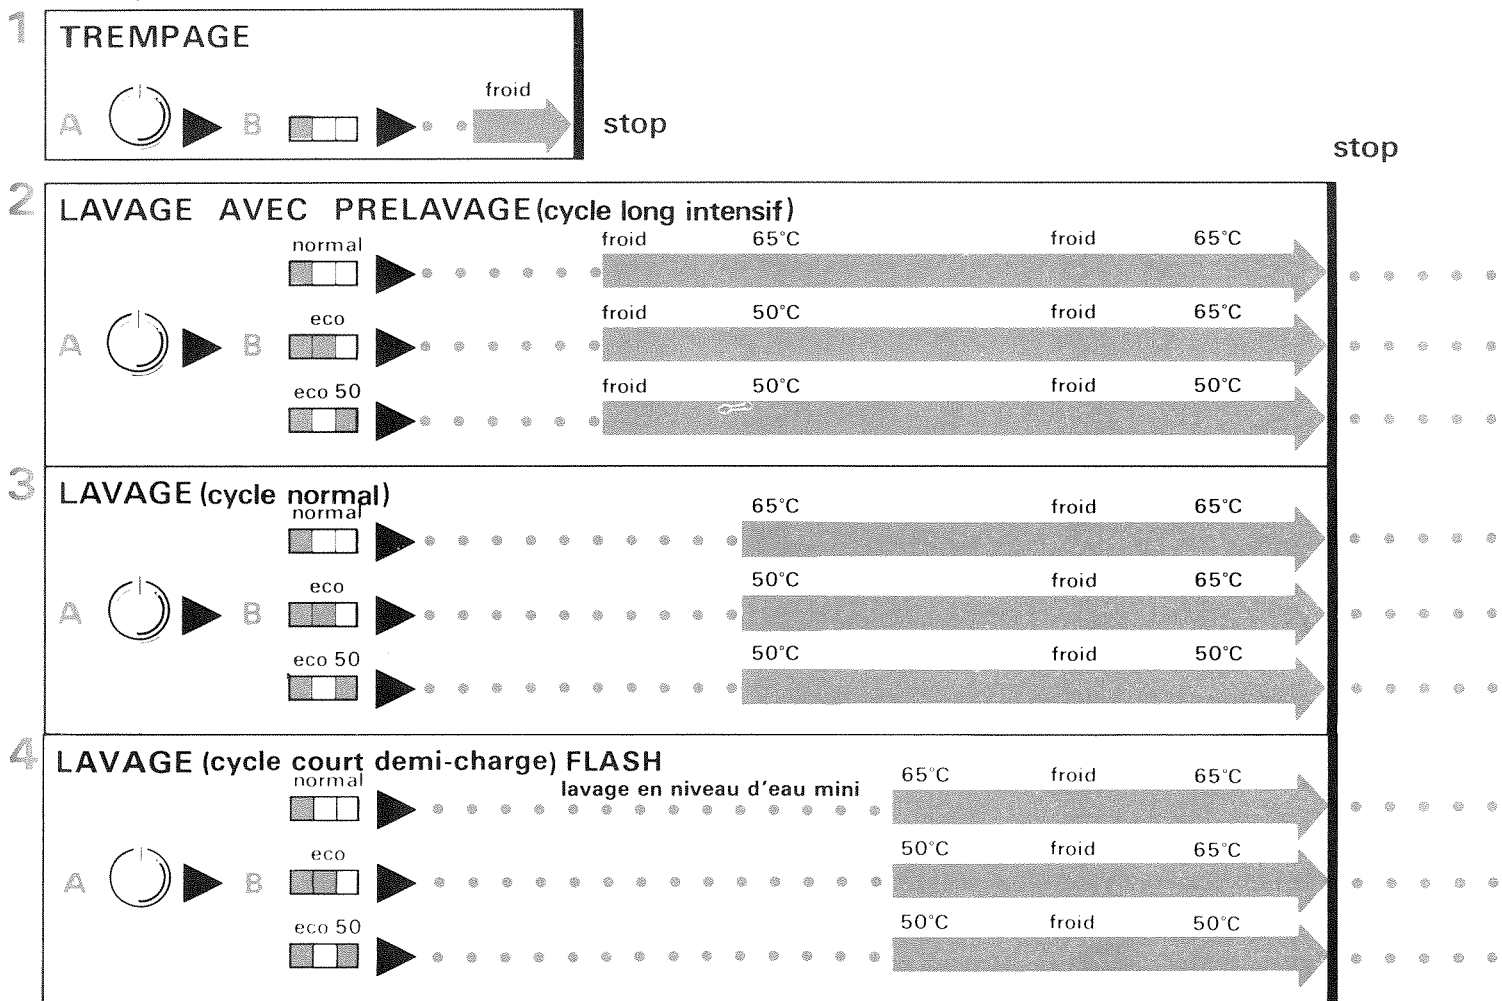 1
TREMPAGE
froid
A B
stop
stop
2
LAVAGE AVEC PRELAVAGE (cycle long intensif)
normal froid 65°C froid 65°C
A B eco froid 50°C froid 65°C
eco 50 froid 50°C froid 50°C
3
LAVAGE (cycle normal)
normal 65°C froid 65°C
A B eco 50°C froid 65°C
eco 50 50°C froid 50°C
4
LAVAGE (cycle court demi-charge) FLASH
normal lavage en niveau d'eau mini 65°C froid 65°C
A B eco 50°C froid 65°C
eco 50 50°C froid 50°C